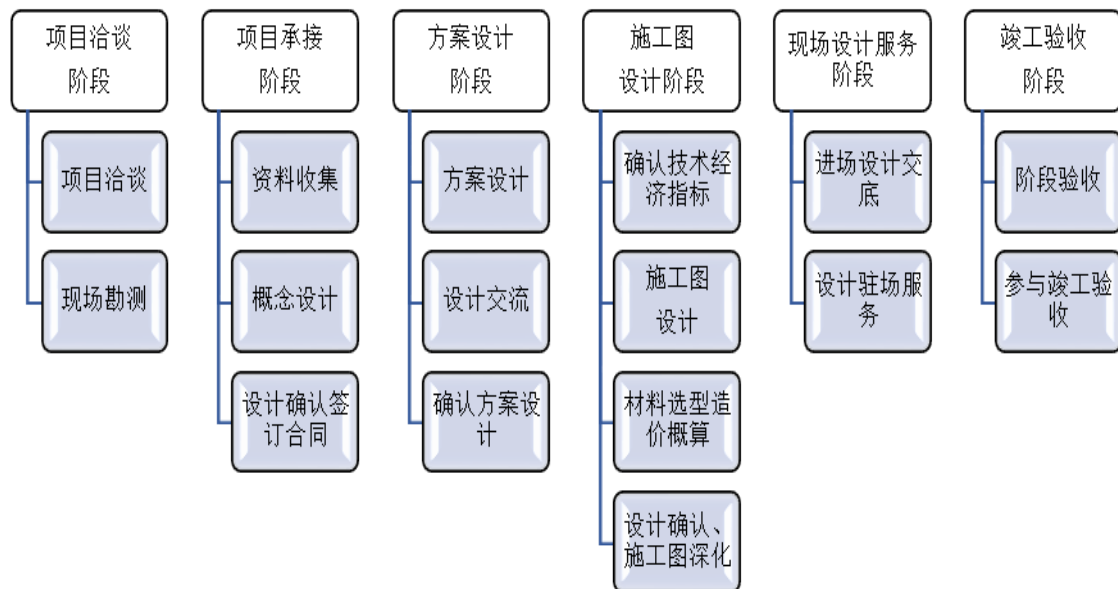 项目洽谈
阶段
项目洽谈
现场勘测
项目承接
阶段
资料收集
概念设计
设计确认签
订合同
方案设计
阶段
方案设计
设计交流
确认方案设
计
施工图
设计阶段
确认技术经
济指标
施工图
设计
材料选型造
价概算
设计确认、
施工图深化
现场设计服务
阶段
进场设计交
底
设计驻场服
务
竣工验收
阶段
阶段验收
参与竣工验
收